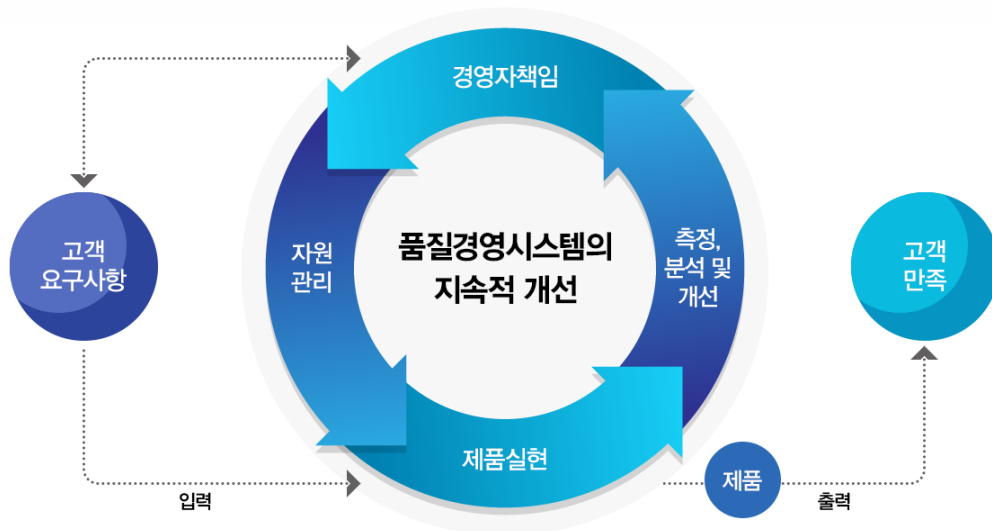 경영자책임
고객
요구사항
자원
관리
품질경영시스템의
지속적 개선
측정,
분석 및
개선
고객
만족
제품실현
제품
입력
출력